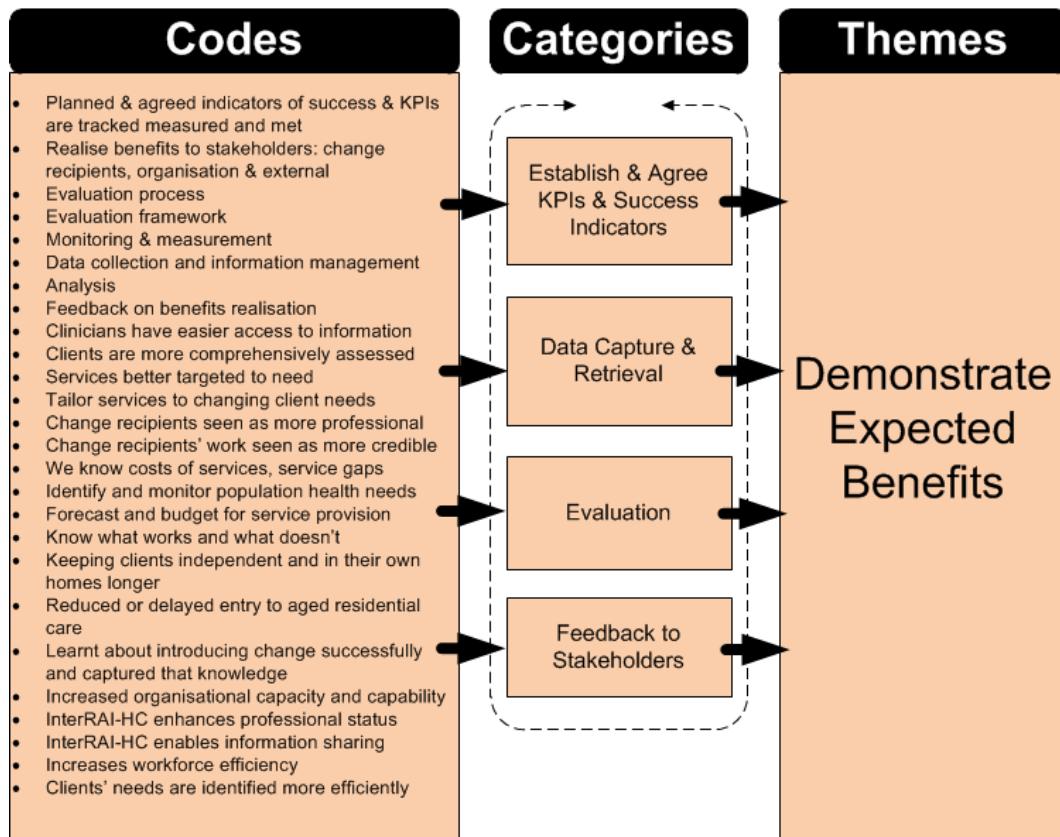 Codes
Categories
Themes
• Planned & agreed indicators of success & KPIs
are tracked measured and met
• Realise benefits to stakeholders: change
recipients, organisation & external
• Evaluation process
• Evaluation framework
• Monitoring & measurement
• Data collection and information management
• Analysis
• Feedback on benefits realisation
• Clinicians have easier access to information
• Clients are more comprehensively assessed
• Services better targeted to need
• Tailor services to changing client needs
• Change recipients seen as more professional
• Change recipients' work seen as more credible
• We know costs of services, service gaps
• Identify and monitor population health needs
• Forecast and budget for service provision
• Know what works and what doesn't
• Keeping clients independent and in their own
homes longer
• Reduced or delayed entry to aged residential
care
• Learnt about introducing change successfully
and captured that knowledge
• Increased organisational capacity and capability
• InterRAI-HC enhances professional status
• InterRAI-HC enables information sharing
• Increases workforce efficiency
• Clients' needs are identified more efficiently
Establish & Agree
KPIs & Success
Indicators
Data Capture &
Retrieval
Evaluation
Feedback to
Stakeholders
Demonstrate
Expected
Benefits